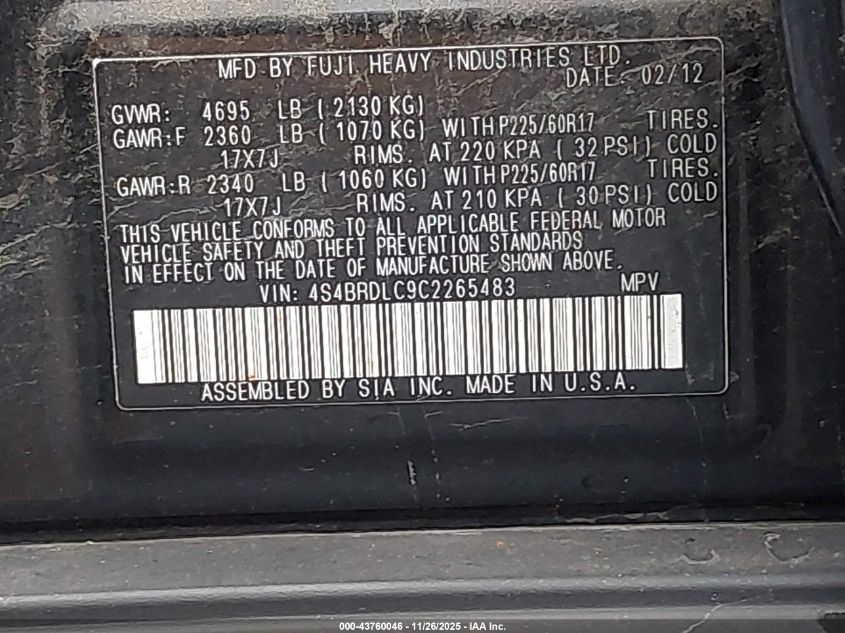 MFD BY FUJI HEAVY INDUSTRIES LTD.
DATE: 02/12
GVWR: 4695 LB ( 2130 KG)
GAWR:F 2360 LB ( 1070 KG) WITH P225/60R17 TIRES.
17X7J RIMS. AT 220 KPA ( 32 PSI) COLD
GAWR:R 2340 LB ( 1060 KG) WITH P225/60R17 TIRES.
17X7J RIMS. AT 210 KPA ( 30 PSI) COLD
THIS VEHICLE CONFORMS TO ALL APPLICABLE FEDERAL MOTOR
VEHICLE SAFETY AND THEFT PREVENTION STANDARDS
IN EFFECT ON THE DATE OF MANUFACTURE SHOWN ABOVE.
VIN: 4S4BRDLC9C2265483 MPV
ASSEMBLED BY SIA INC. MADE IN U.S.A.
000-43760046 - 11/26/2025 - IAA Inc.